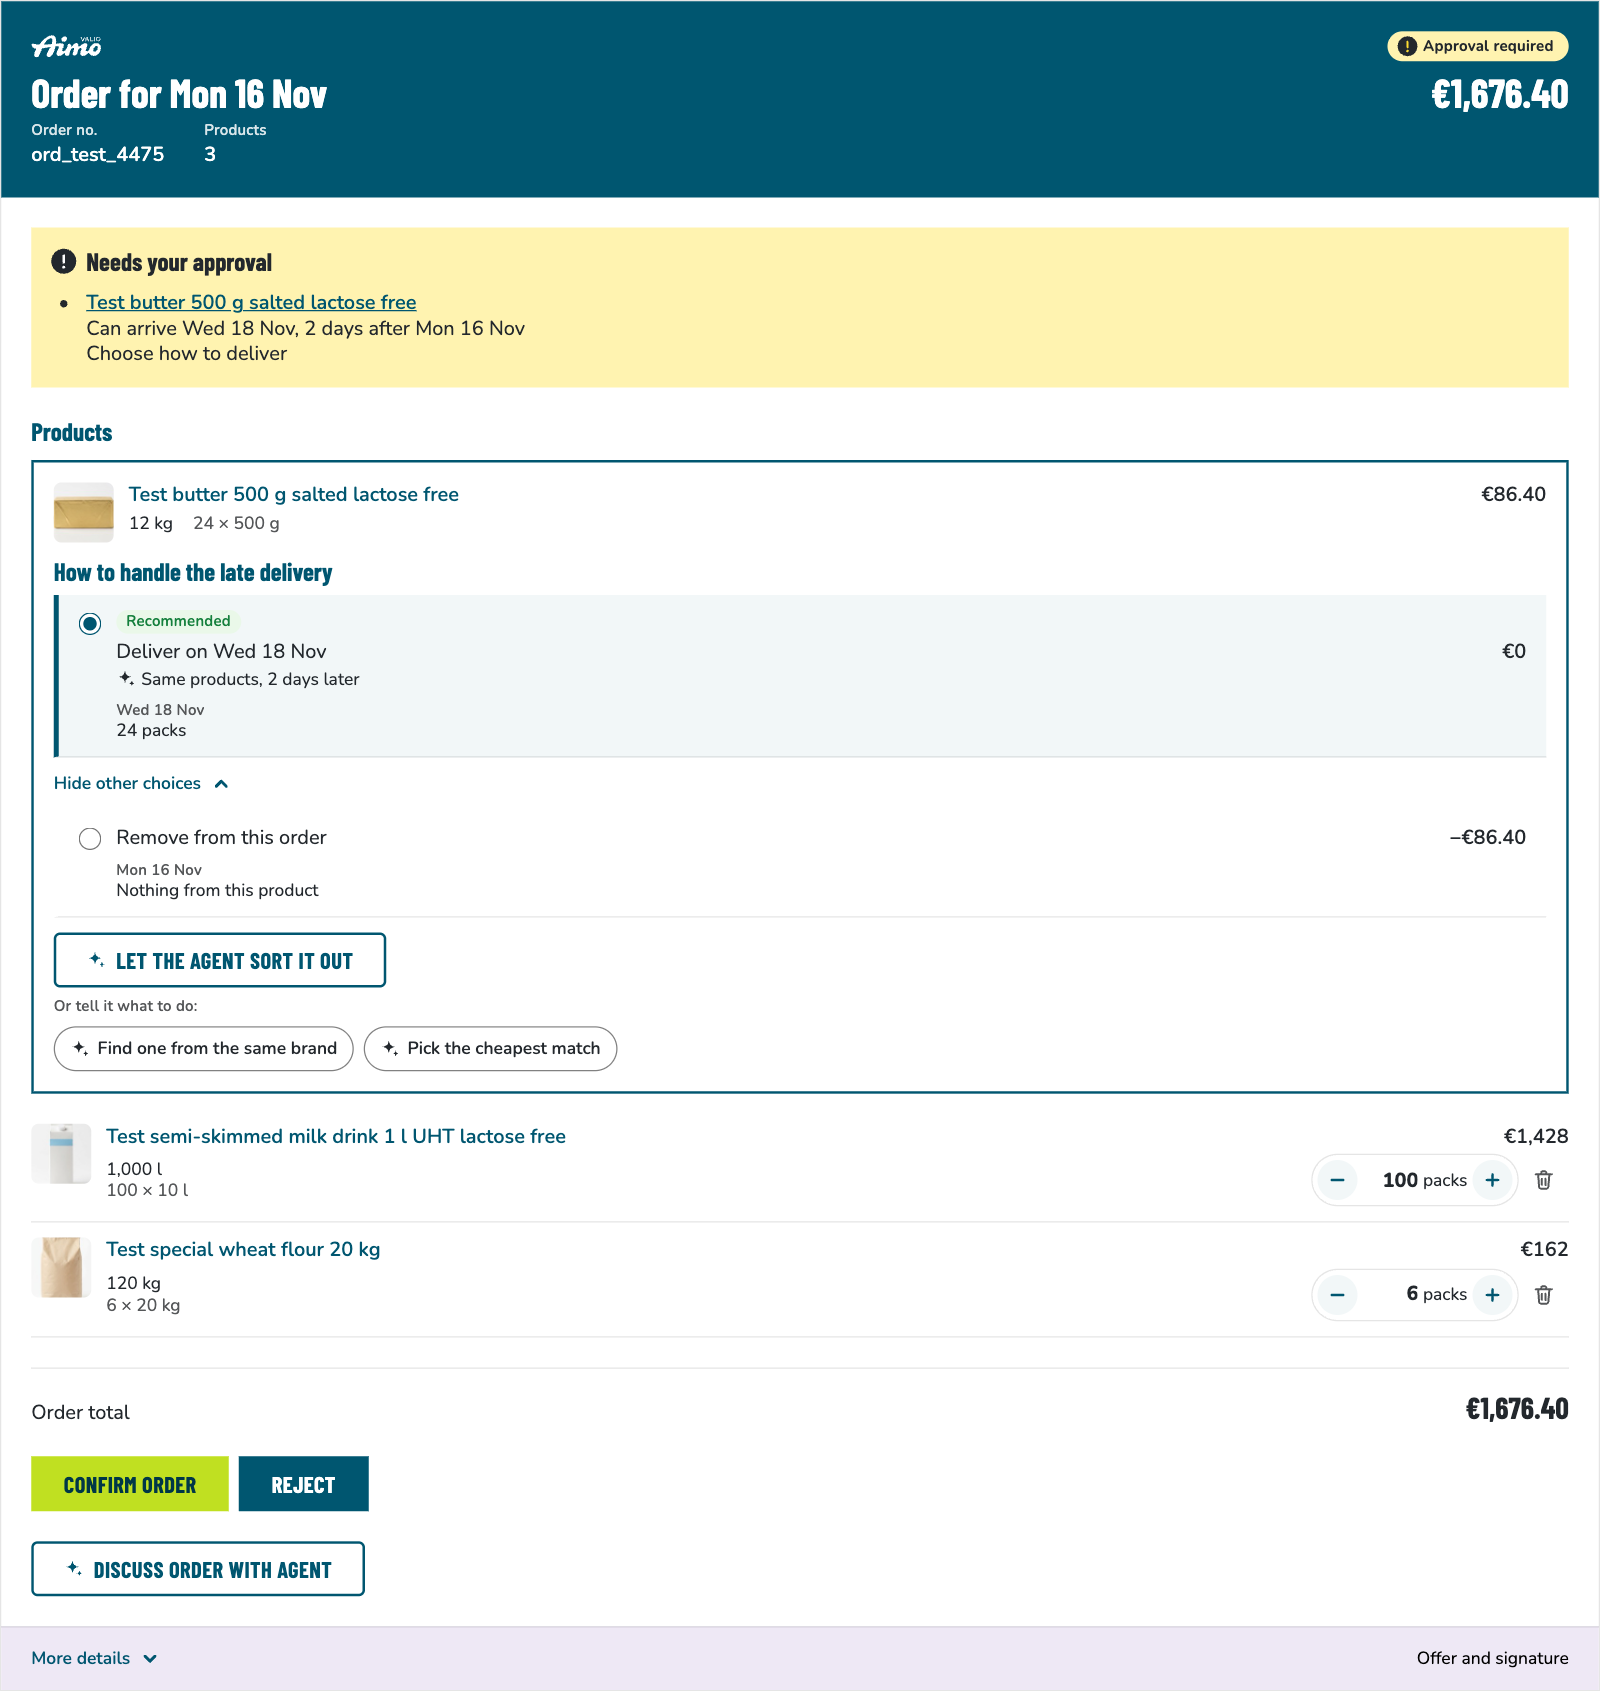 Aimo VALIO
Approval required
Order for Mon 16 Nov
€1,676.40
Order no.
Products
ord_test_4475
3
Needs your approval
• Test butter 500 g salted lactose free
Can arrive Wed 18 Nov, 2 days after Mon 16 Nov
Choose how to deliver
Products
Test butter 500 g salted lactose free
€86.40
12 kg 24 × 500 g
How to handle the late delivery
Recommended
Deliver on Wed 18 Nov
€0
Same products, 2 days later
Wed 18 Nov
24 packs
Hide other choices
Remove from this order
–€86.40
Mon 16 Nov
Nothing from this product
LET THE AGENT SORT IT OUT
Or tell it what to do:
Find one from the same brand
Pick the cheapest match
Test semi-skimmed milk drink 1 l UHT lactose free
€1,428
1,000 l
100 × 10 l
− 100 packs +
Test special wheat flour 20 kg
€162
120 kg
6 × 20 kg
− 6 packs +
Order total
€1,676.40
CONFIRM ORDER
REJECT
DISCUSS ORDER WITH AGENT
More details
Offer and signature